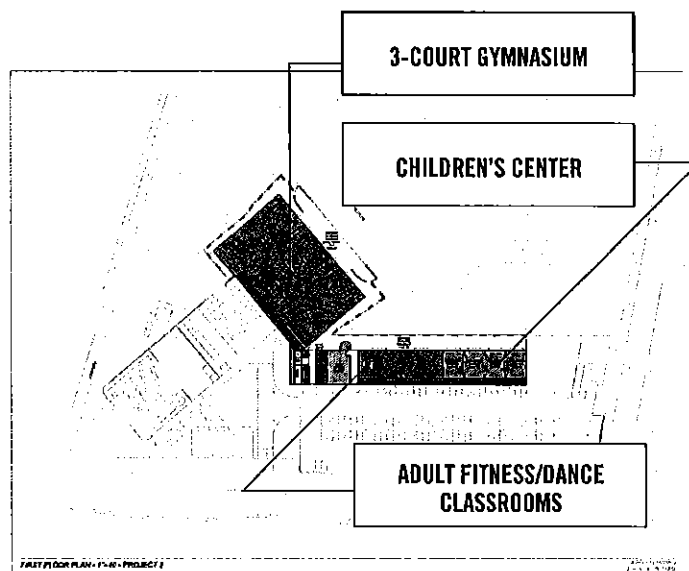 3-COURT GYMNASIUM
CHILDREN'S CENTER
ADULT FITNESS/DANCE
CLASSROOMS